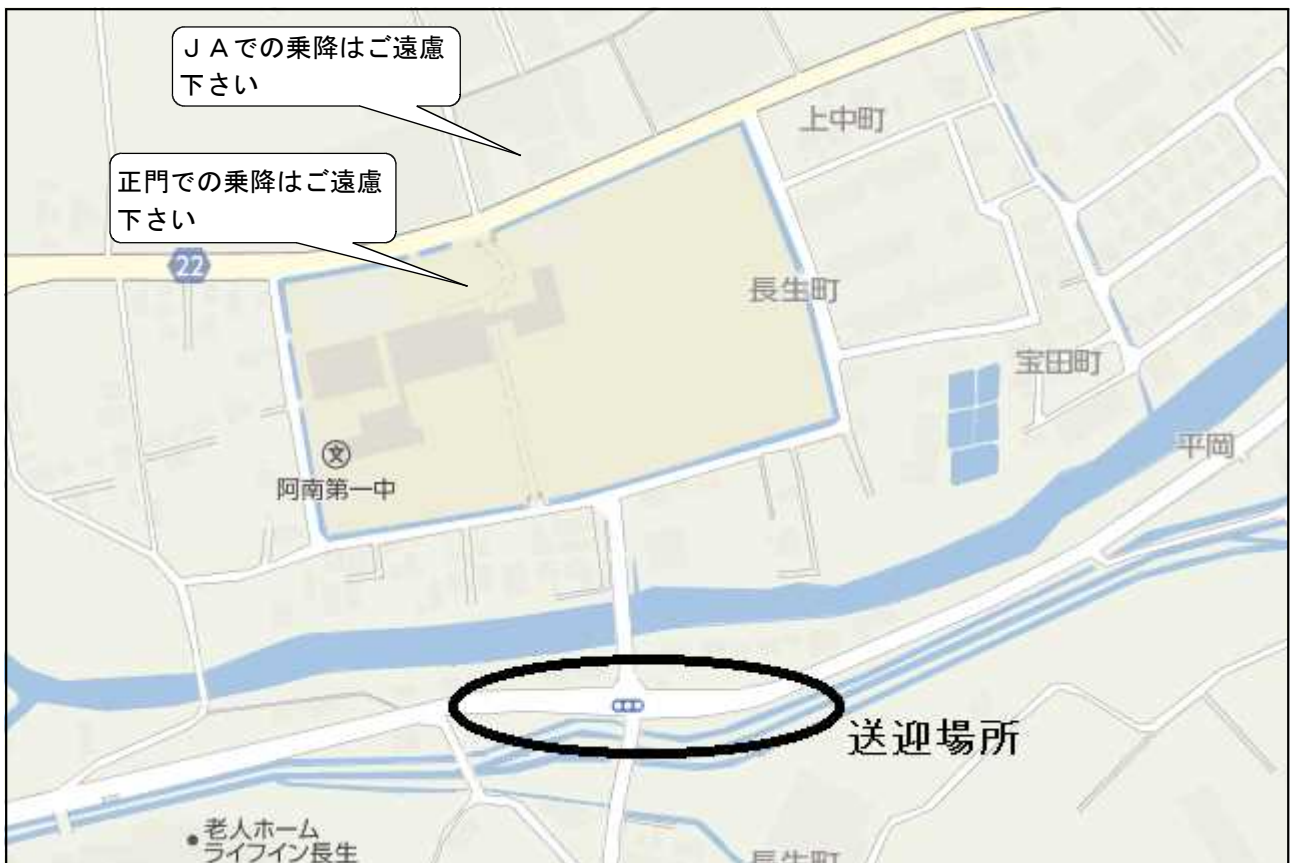 ＪＡでの乗降はご遠慮
下さい
上中町
正門での乗降はご遠慮
下さい
22
長生町
宝田町
平岡
文
阿南第一中
送迎場所
老人ホーム
ライフイン長生
長生町